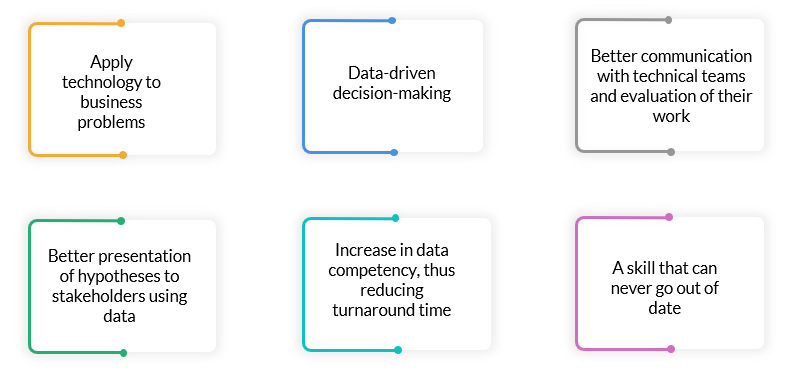 Apply
technology to
business
problems
Data-driven
decision-making
Better communication
with technical teams
and evaluation of their
work
Better presentation
of hypotheses to
stakeholders using
data
Increase in data
competency, thus
reducing
turnaround time
A skill that can
never go out of
date